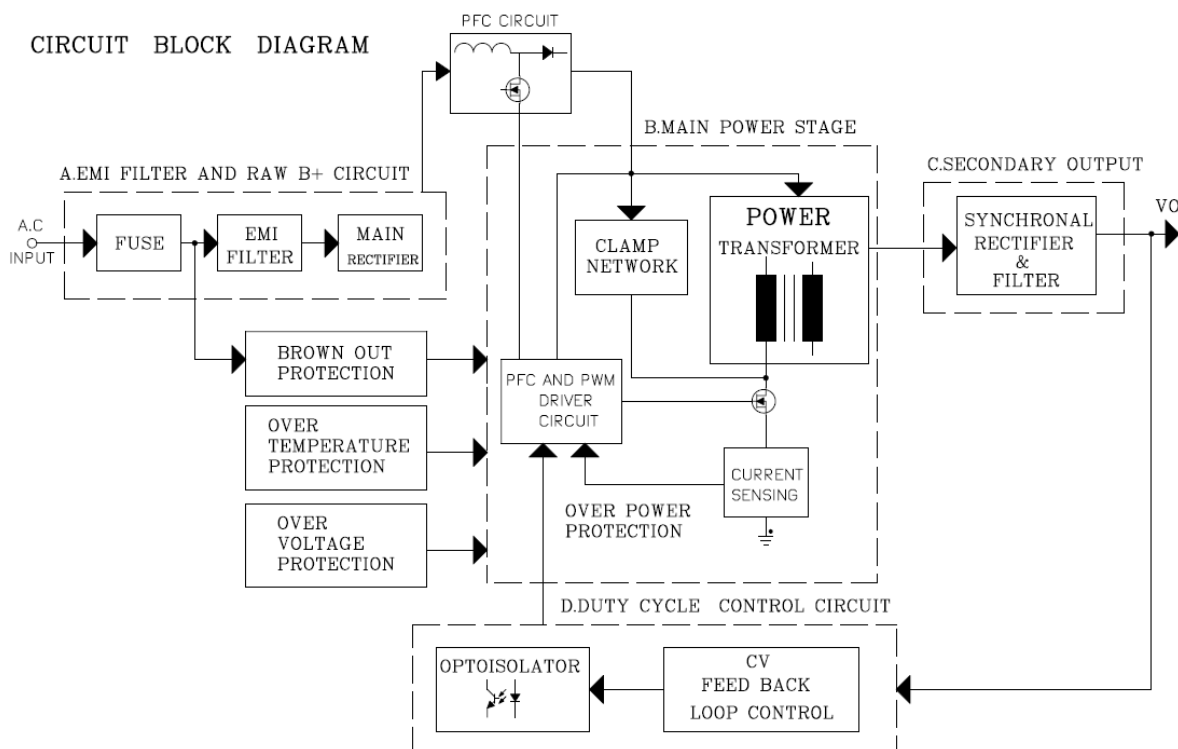 PFC CIRCUIT
CIRCUIT BLOCK DIAGRAM
B.MAIN POWER STAGE
A.EMI FILTER AND RAW B+ CIRCUIT
C.SECONDARY OUTPUT
A.C
INPUT
FUSE
EMI
FILTER
MAIN
RECTIFIER
CLAMP
NETWORK
POWER
TRANSFORMER
SYNCHRONAL
RECTIFIER
&
FILTER
VO
BROWN OUT
PROTECTION
PFC AND PWM
DRIVER
CIRCUIT
OVER
TEMPERATURE
PROTECTION
CURRENT
SENSING
OVER POWER
PROTECTION
OVER
VOLTAGE
PROTECTION
D.DUTY CYCLE CONTROL CIRCUIT
OPTOISOLATOR
CV
FEED BACK
LOOP CONTROL